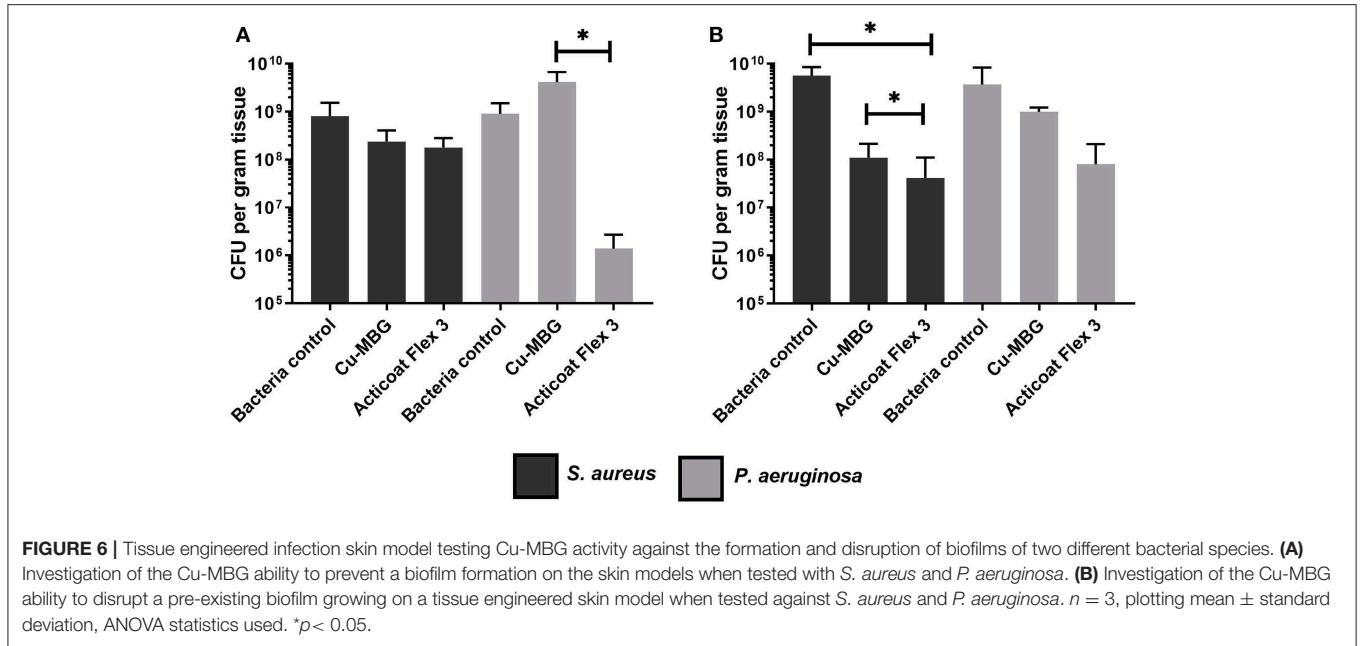 A
*
CFU per gram tissue
10^10
10^9
10^8
10^7
10^6
10^5
Bacteria control
Cu-MBG
Acticoat Flex 3
Bacteria control
Cu-MBG
Acticoat Flex 3
B
*
*
CFU per gram tissue
10^10
10^9
10^8
10^7
10^6
10^5
Bacteria control
Cu-MBG
Acticoat Flex 3
Bacteria control
Cu-MBG
Acticoat Flex 3
S. aureus
P. aeruginosa
FIGURE 6 | Tissue engineered infection skin model testing Cu-MBG activity against the formation and disruption of biofilms of two different bacterial species. (A)
Investigation of the Cu-MBG ability to prevent a biofilm formation on the skin models when tested with S. aureus and P. aeruginosa. (B) Investigation of the Cu-MBG
ability to disrupt a pre-existing biofilm growing on a tissue engineered skin model when tested against S. aureus and P. aeruginosa. n = 3, plotting mean ± standard
deviation, ANOVA statistics used. *p< 0.05.